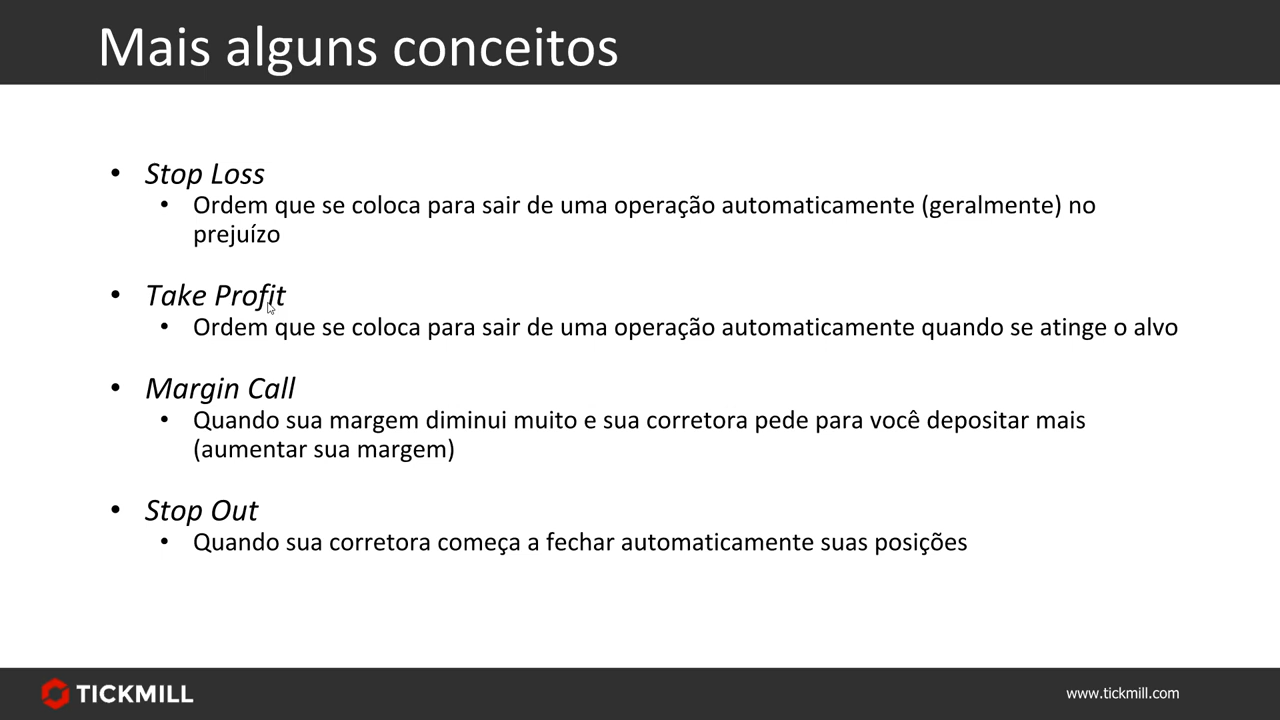 Mais alguns conceitos
• Stop Loss
• Ordem que se coloca para sair de uma operação automaticamente (geralmente) no
prejuízo
• Take Profit
• Ordem que se coloca para sair de uma operação automaticamente quando se atinge o alvo
• Margin Call
• Quando sua margem diminui muito e sua corretora pede para você depositar mais
(aumentar sua margem)
• Stop Out
• Quando sua corretora começa a fechar automaticamente suas posições
TICKMILL
www.tickmill.com